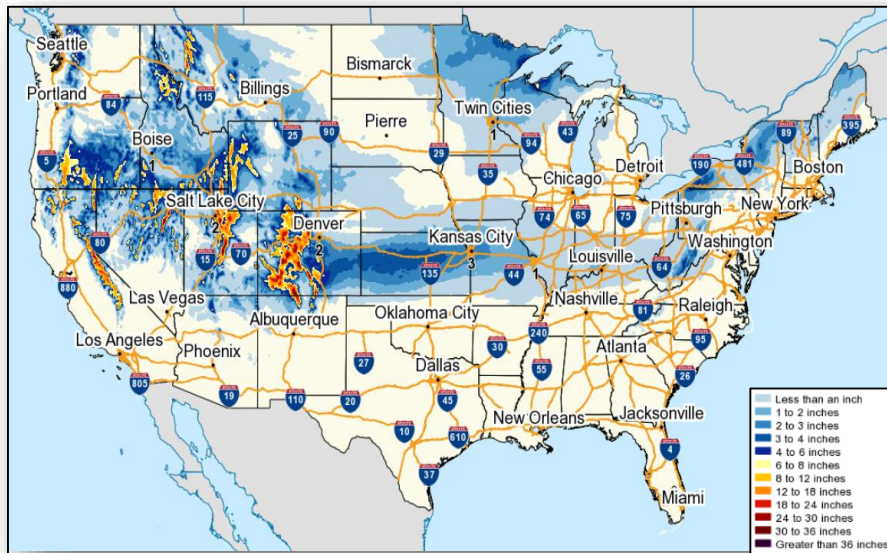 Seattle
Portland
84
5
Boise
1
115
Billings
Bismarck
Pierre
25
90
29
Twin Cities
1
35
94
43
Salt Lake City
2
80
15
70
Denver
2
Kansas City
135
3
44
1
Chicago
74
65
Detroit
75
Louisville
64
Pittsburgh
190
481
89
395
Boston
New York
Washington
880
Las Vegas
Los Angeles
805
Phoenix
19
Albuquerque
110
Oklahoma City
27
20
Dallas
30
45
10
610
37
Nashville
240
55
81
Raleigh
95
Atlanta
26
New Orleans
Jacksonville
4
Miami
Less than an inch
1 to 2 inches
2 to 3 inches
3 to 4 inches
4 to 6 inches
6 to 8 inches
8 to 12 inches
12 to 18 inches
18 to 24 inches
24 to 30 inches
30 to 36 inches
Greater than 36 inches